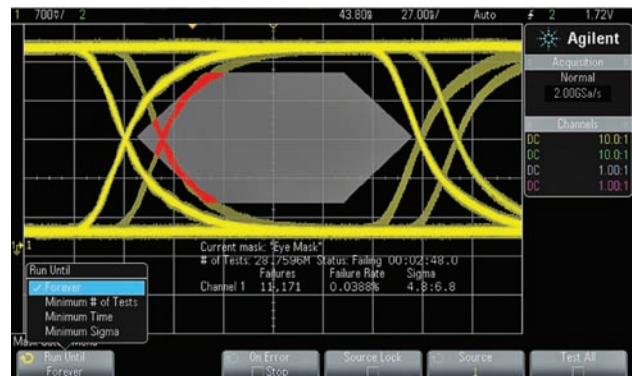 1 700▽/ 2 43.80s 27.00s/ Auto 2 1.72V
Agilent
Acquisition
Normal
2.00GSa/s
Channels
DC 10.0:1
DC 10.0:1
DC 1.00:1
DC 1.00:1
1
Current mask: "Eye Mask"
# of Tests: 28.7596M Status: Failing 00:02:48.0
Failures Failure Rate Sigma
Channel 1 11,171 0.0388% 4.8:6.8
Run Until
✓ Forever
Minimum # of Tests
Minimum Time
Minimum Sigma
Menu
Run Until
Forever
On Error
Stop
Source Lock
Source
1
Test All